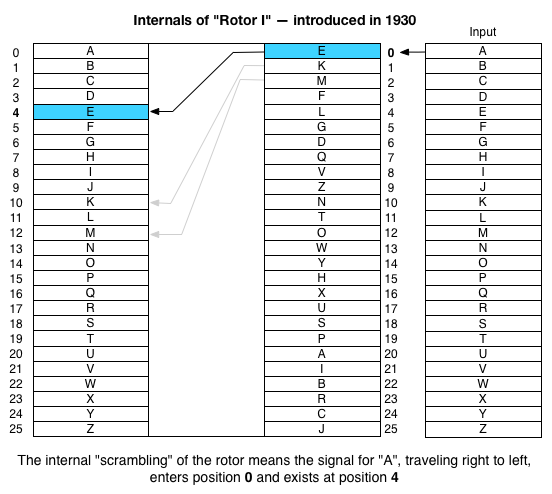 Internals of "Rotor I" — introduced in 1930
Input
0 A E 0 A
1 B K 1 B
2 C M 2 C
3 D F 3 D
4 E L 4 E
5 F G 5 F
6 G D 6 G
7 H Q 7 H
8 I V 8 I
9 J Z 9 J
10 K N 10 K
11 L T 11 L
12 M O 12 M
13 N W 13 N
14 O Y 14 O
15 P H 15 P
16 Q X 16 Q
17 R U 17 R
18 S S 18 S
19 T P 19 T
20 U A 20 U
21 V I 21 V
22 W B 22 W
23 X R 23 X
24 Y C 24 Y
25 Z J 25 Z
The internal "scrambling" of the rotor means the signal for "A", traveling right to left,
enters position 0 and exists at position 4